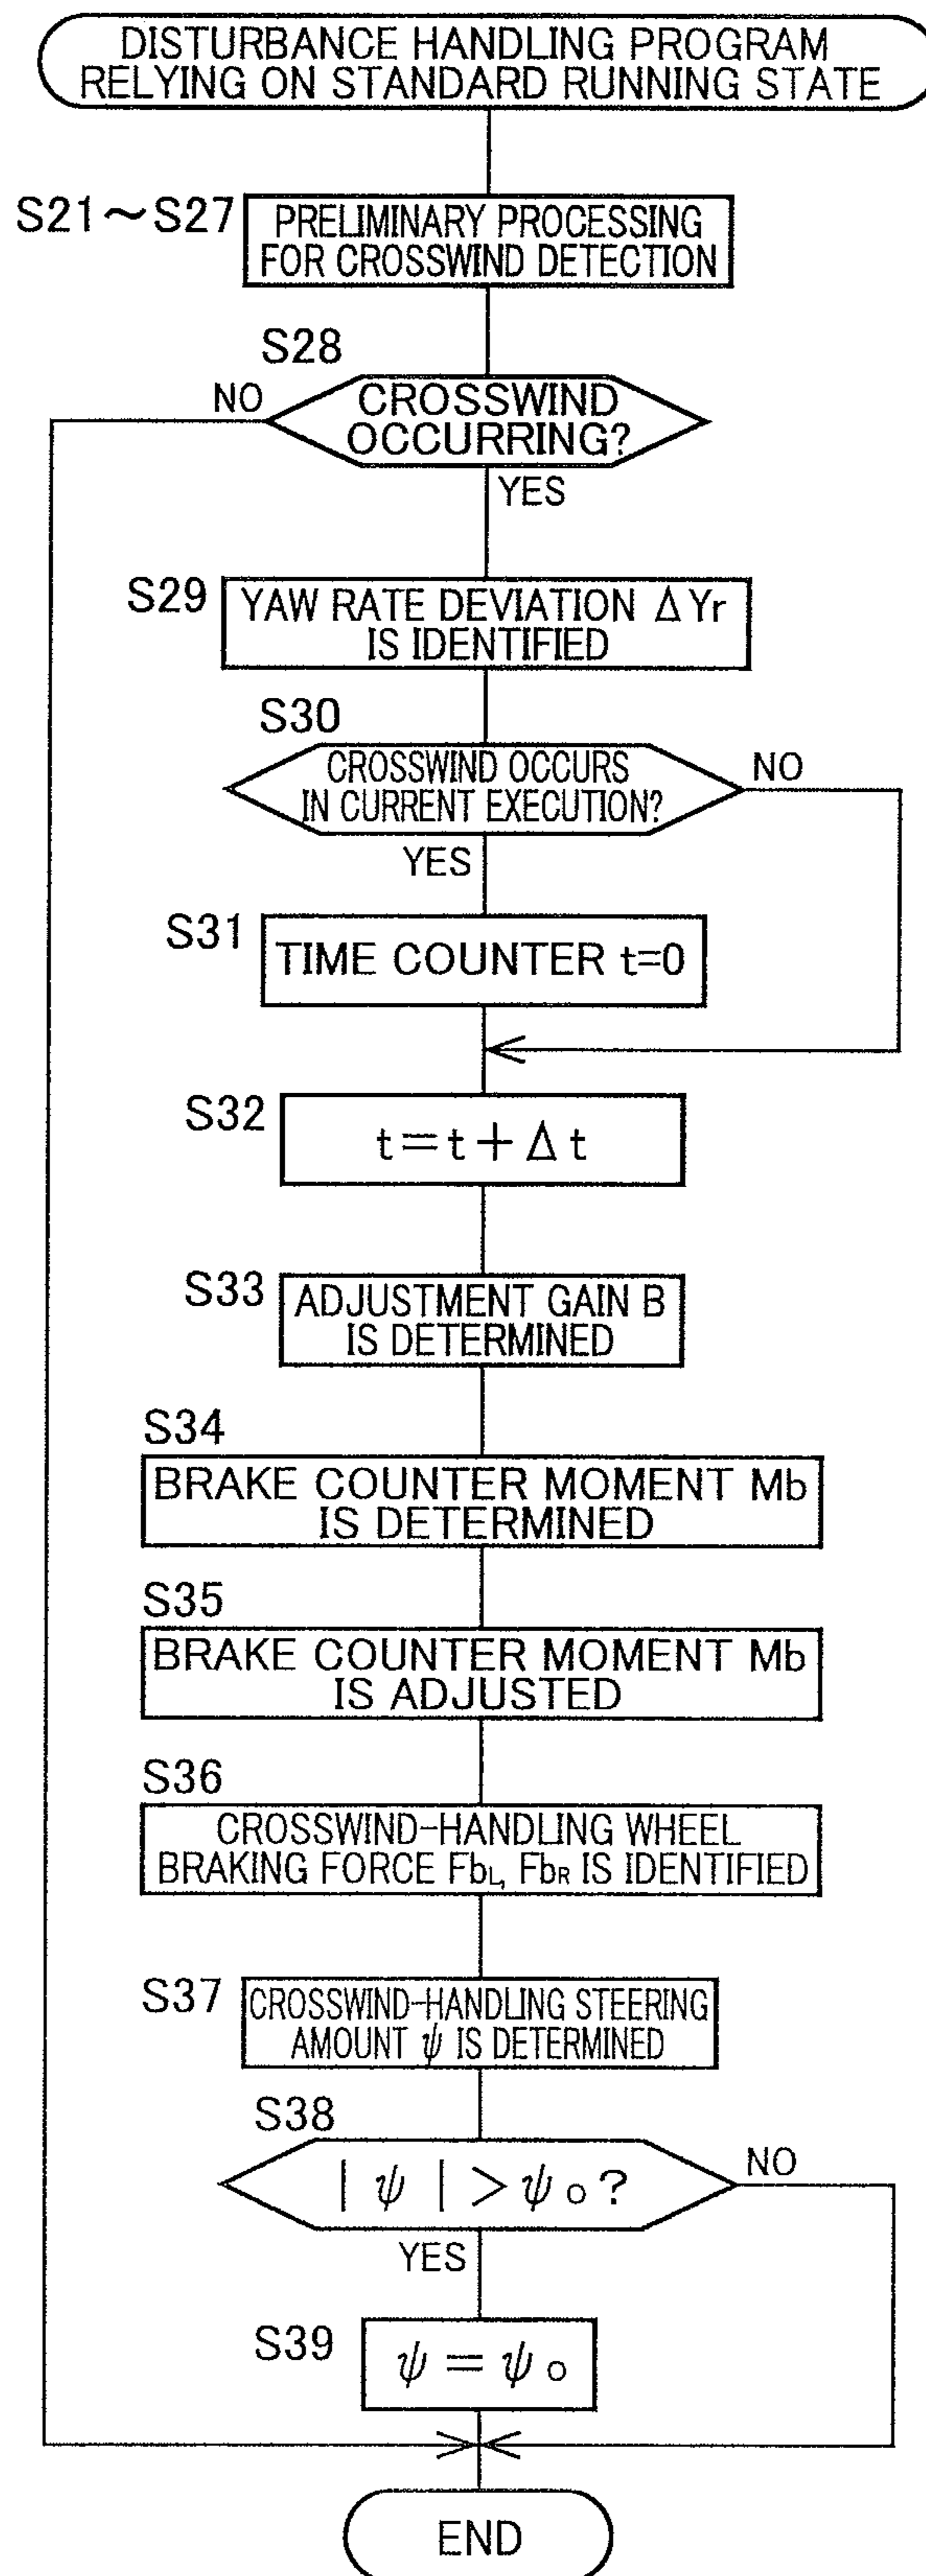 DISTURBANCE HANDLING PROGRAM
RELYING ON STANDARD RUNNING STATE
S21～S27
PRELIMINARY PROCESSING
FOR CROSSWIND DETECTION
S28
NO
CROSSWIND
OCCURRING?
YES
S29
YAW RATE DEVIATION ΔYr
IS IDENTIFIED
S30
CROSSWIND OCCURS
IN CURRENT EXECUTION?
NO
YES
S31
TIME COUNTER t=0
S32
t=t+Δt
S33
ADJUSTMENT GAIN B
IS DETERMINED
S34
BRAKE COUNTER MOMENT Mb
IS DETERMINED
S35
BRAKE COUNTER MOMENT Mb
IS ADJUSTED
S36
CROSSWIND-HANDLING WHEEL
BRAKING FORCE FbL, FbR IS IDENTIFIED
S37
CROSSWIND-HANDLING STEERING
AMOUNT ψ IS DETERMINED
S38
|ψ|>ψ₀?
NO
YES
S39
ψ=ψ₀
END